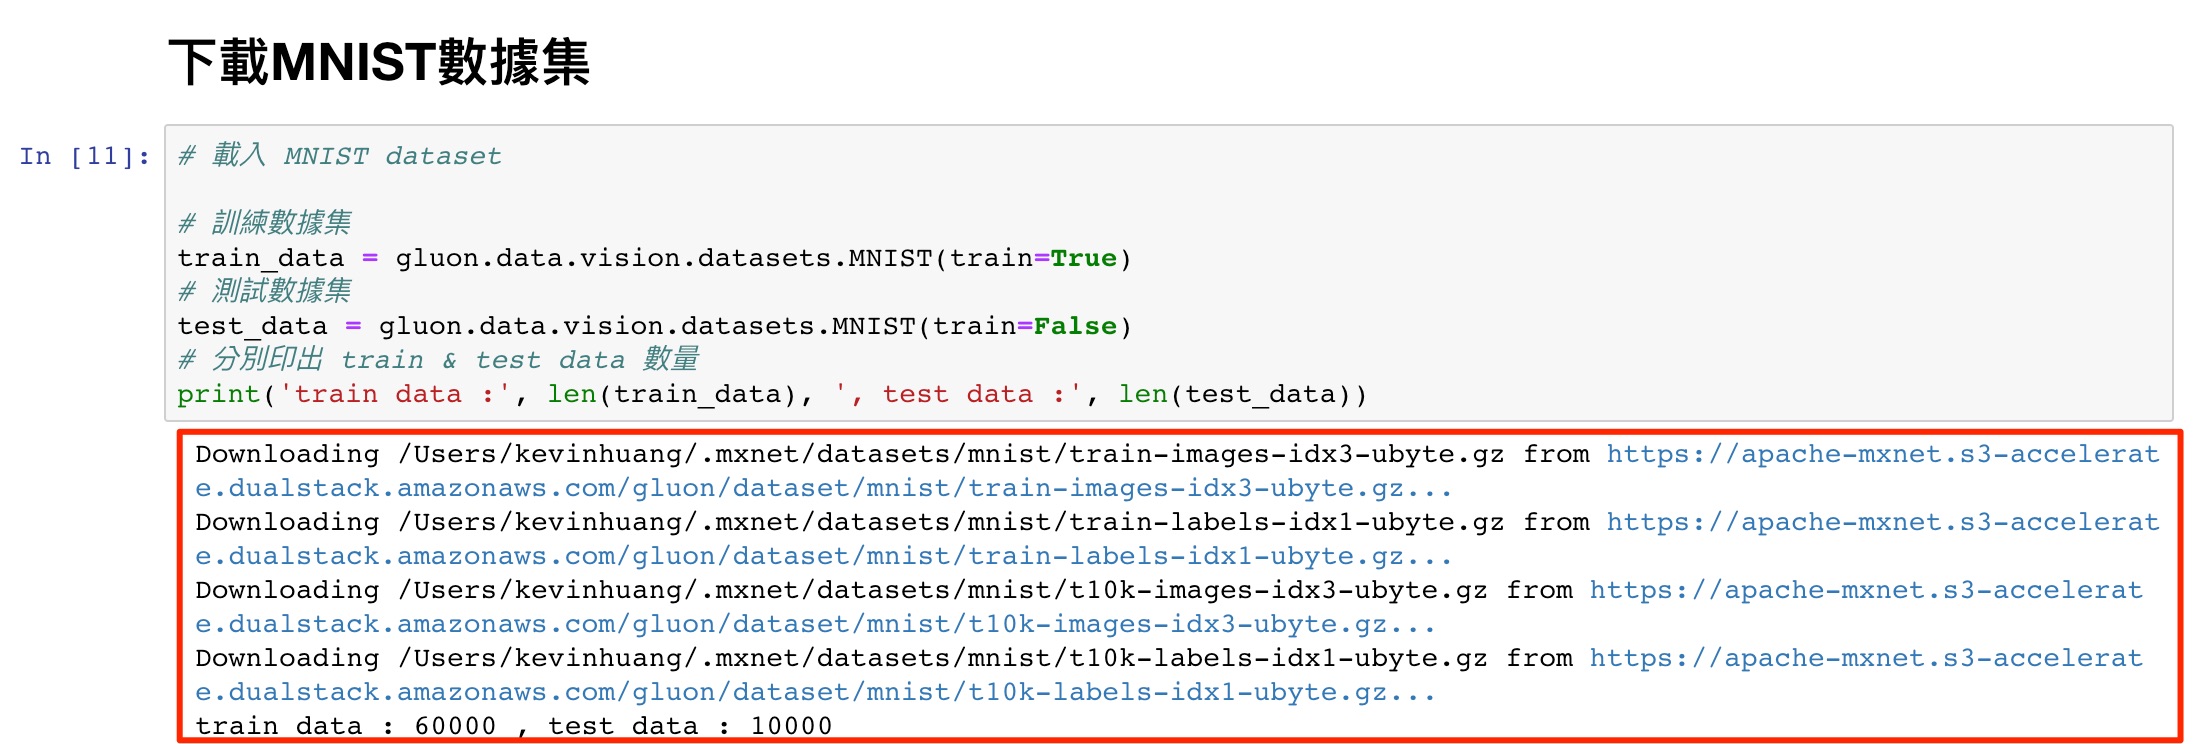 下載MNIST數據集
In [11]:
# 載入 MNIST dataset
# 訓練數據集
train_data = gluon.data.vision.datasets.MNIST(train=True)
# 測試數據集
test_data = gluon.data.vision.datasets.MNIST(train=False)
# 分別印出 train & test data 數量
print('train data :', len(train_data), ', test data :', len(test_data))
Downloading /Users/kevinhuang/.mxnet/datasets/mnist/train-images-idx3-ubyte.gz from https://apache-mxnet.s3-accelerat
e.dualstack.amazonaws.com/gluon/dataset/mnist/train-images-idx3-ubyte.gz...
Downloading /Users/kevinhuang/.mxnet/datasets/mnist/train-labels-idx1-ubyte.gz from https://apache-mxnet.s3-accelerat
e.dualstack.amazonaws.com/gluon/dataset/mnist/train-labels-idx1-ubyte.gz...
Downloading /Users/kevinhuang/.mxnet/datasets/mnist/t10k-images-idx3-ubyte.gz from https://apache-mxnet.s3-accelerat
e.dualstack.amazonaws.com/gluon/dataset/mnist/t10k-images-idx3-ubyte.gz...
Downloading /Users/kevinhuang/.mxnet/datasets/mnist/t10k-labels-idx1-ubyte.gz from https://apache-mxnet.s3-accelerat
e.dualstack.amazonaws.com/gluon/dataset/mnist/t10k-labels-idx1-ubyte.gz...
train data : 60000 , test data : 10000